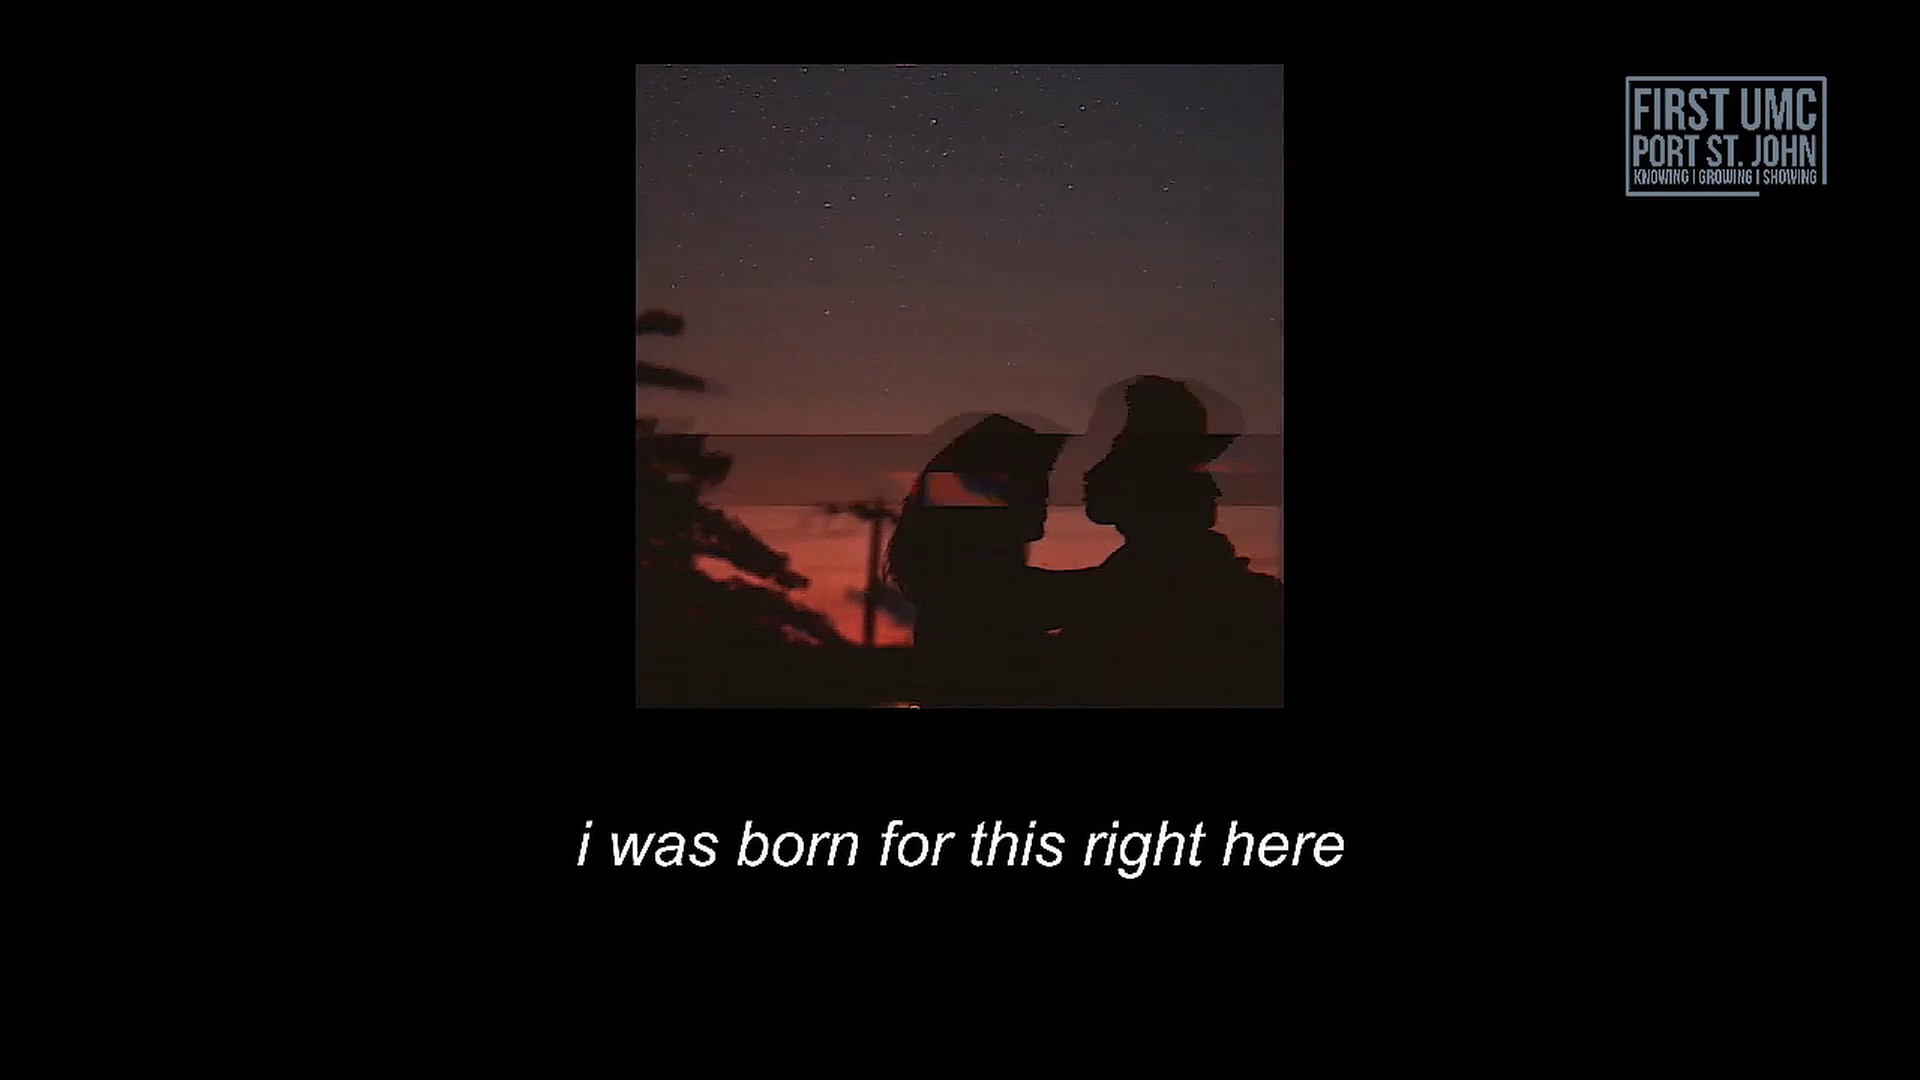 FIRST UMC
PORT ST. JOHN
KNOWING | GROWING | SHOWING
i was born for this right here